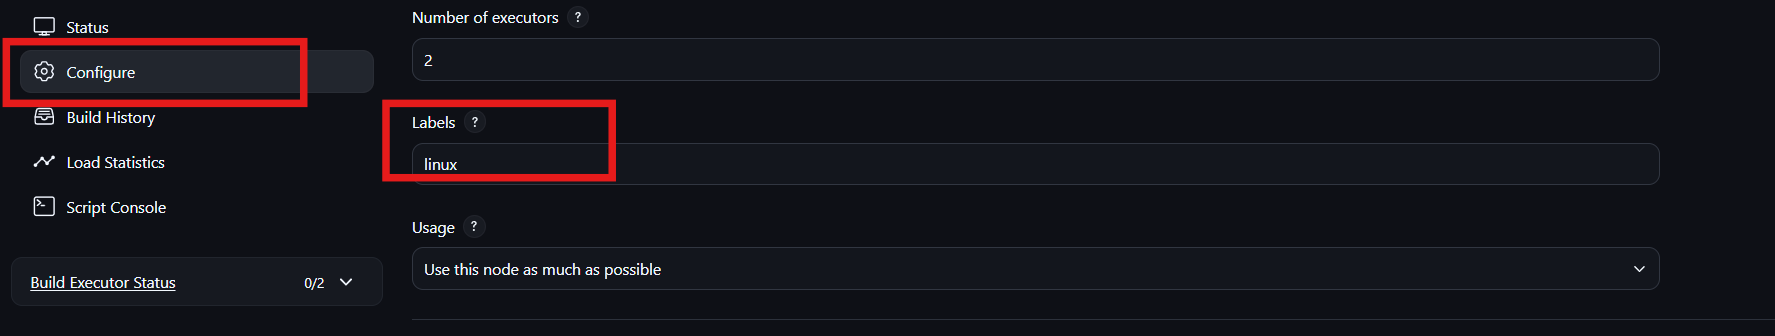 Status
Configure
Build History
Load Statistics
Script Console
Build Executor Status 0/2
Number of executors ?
2
Labels ?
linux
Usage ?
Use this node as much as possible